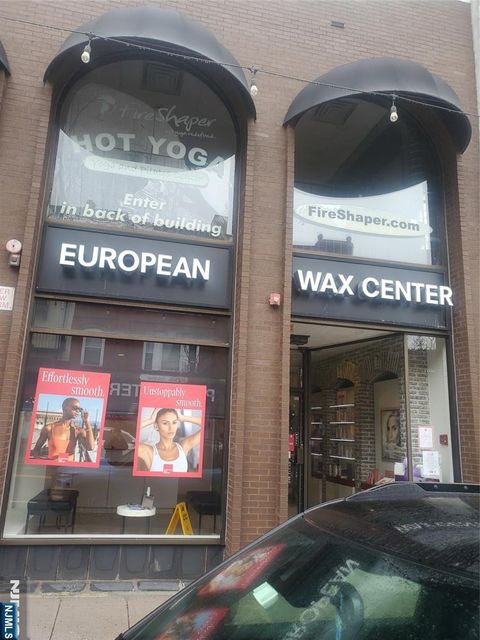 FireShaper
HOT YOGA
Enter
in back of building
FireShaper.com
EUROPEAN
WAX CENTER
Effortlessly
smooth.
Unstoppably
smooth.
NJMLS